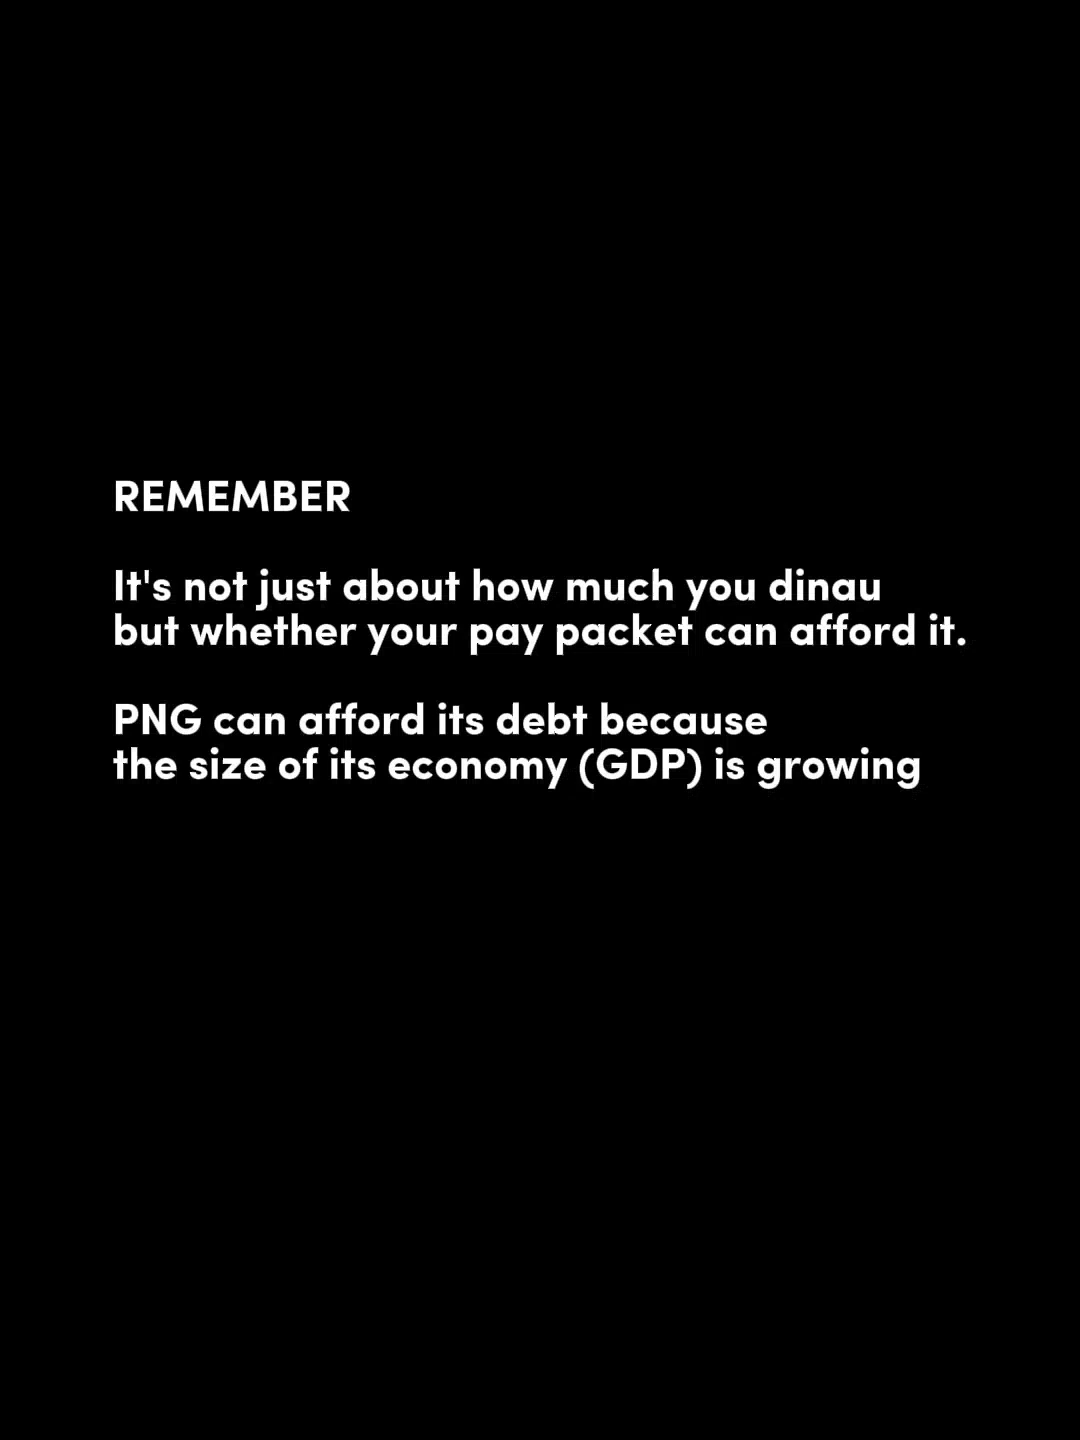 REMEMBER
It's not just about how much you dinau
but whether your pay packet can afford it.
PNG can afford its debt because
the size of its economy (GDP) is growing